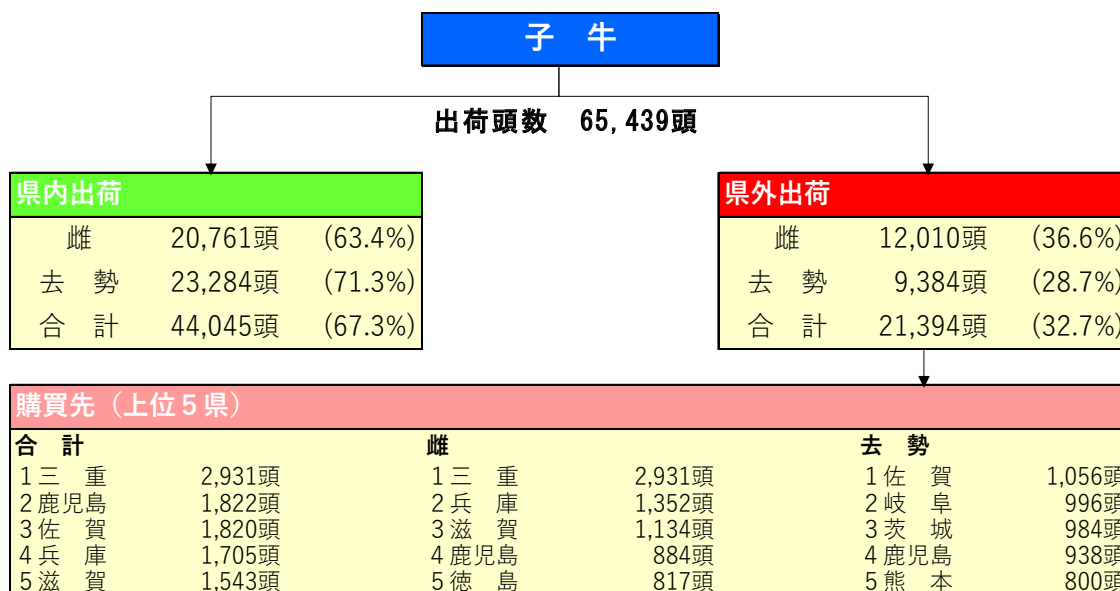 子 牛
出荷頭数 65,439頭
県内出荷
雌 20,761頭 (63.4%)
去 勢 23,284頭 (71.3%)
合 計 44,045頭 (67.3%)
県外出荷
雌 12,010頭 (36.6%)
去 勢 9,384頭 (28.7%)
合 計 21,394頭 (32.7%)
購買先（上位５県）
合 計
1 三 重 2,931頭
2 鹿児島 1,822頭
3 佐 賀 1,820頭
4 兵 庫 1,705頭
5 滋 賀 1,543頭
雌
1 三 重 2,931頭
2 兵 庫 1,352頭
3 滋 賀 1,134頭
4 鹿児島 884頭
5 徳 島 817頭
去 勢
1 佐 賀 1,056頭
2 岐 阜 996頭
3 茨 城 984頭
4 鹿児島 938頭
5 熊 本 800頭